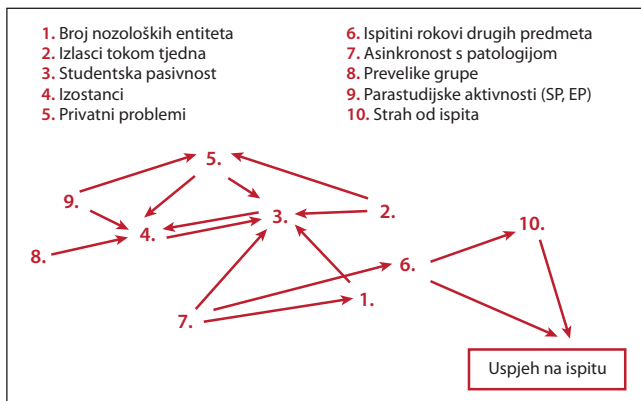 1. Broj nozoloških entiteta
2. Izlasci tokom tjedna
3. Studentska pasivnost
4. Izostanci
5. Privatni problemi
6. Ispitini rokovi drugih predmeta
7. Asinkronost s patologijom
8. Prevelike grupe
9. Parastudijske aktivnosti (SP, EP)
10. Strah od ispita
5.
9.
3.
2.
4.
10.
8.
6.
1.
7.
Uspjeh na ispitu